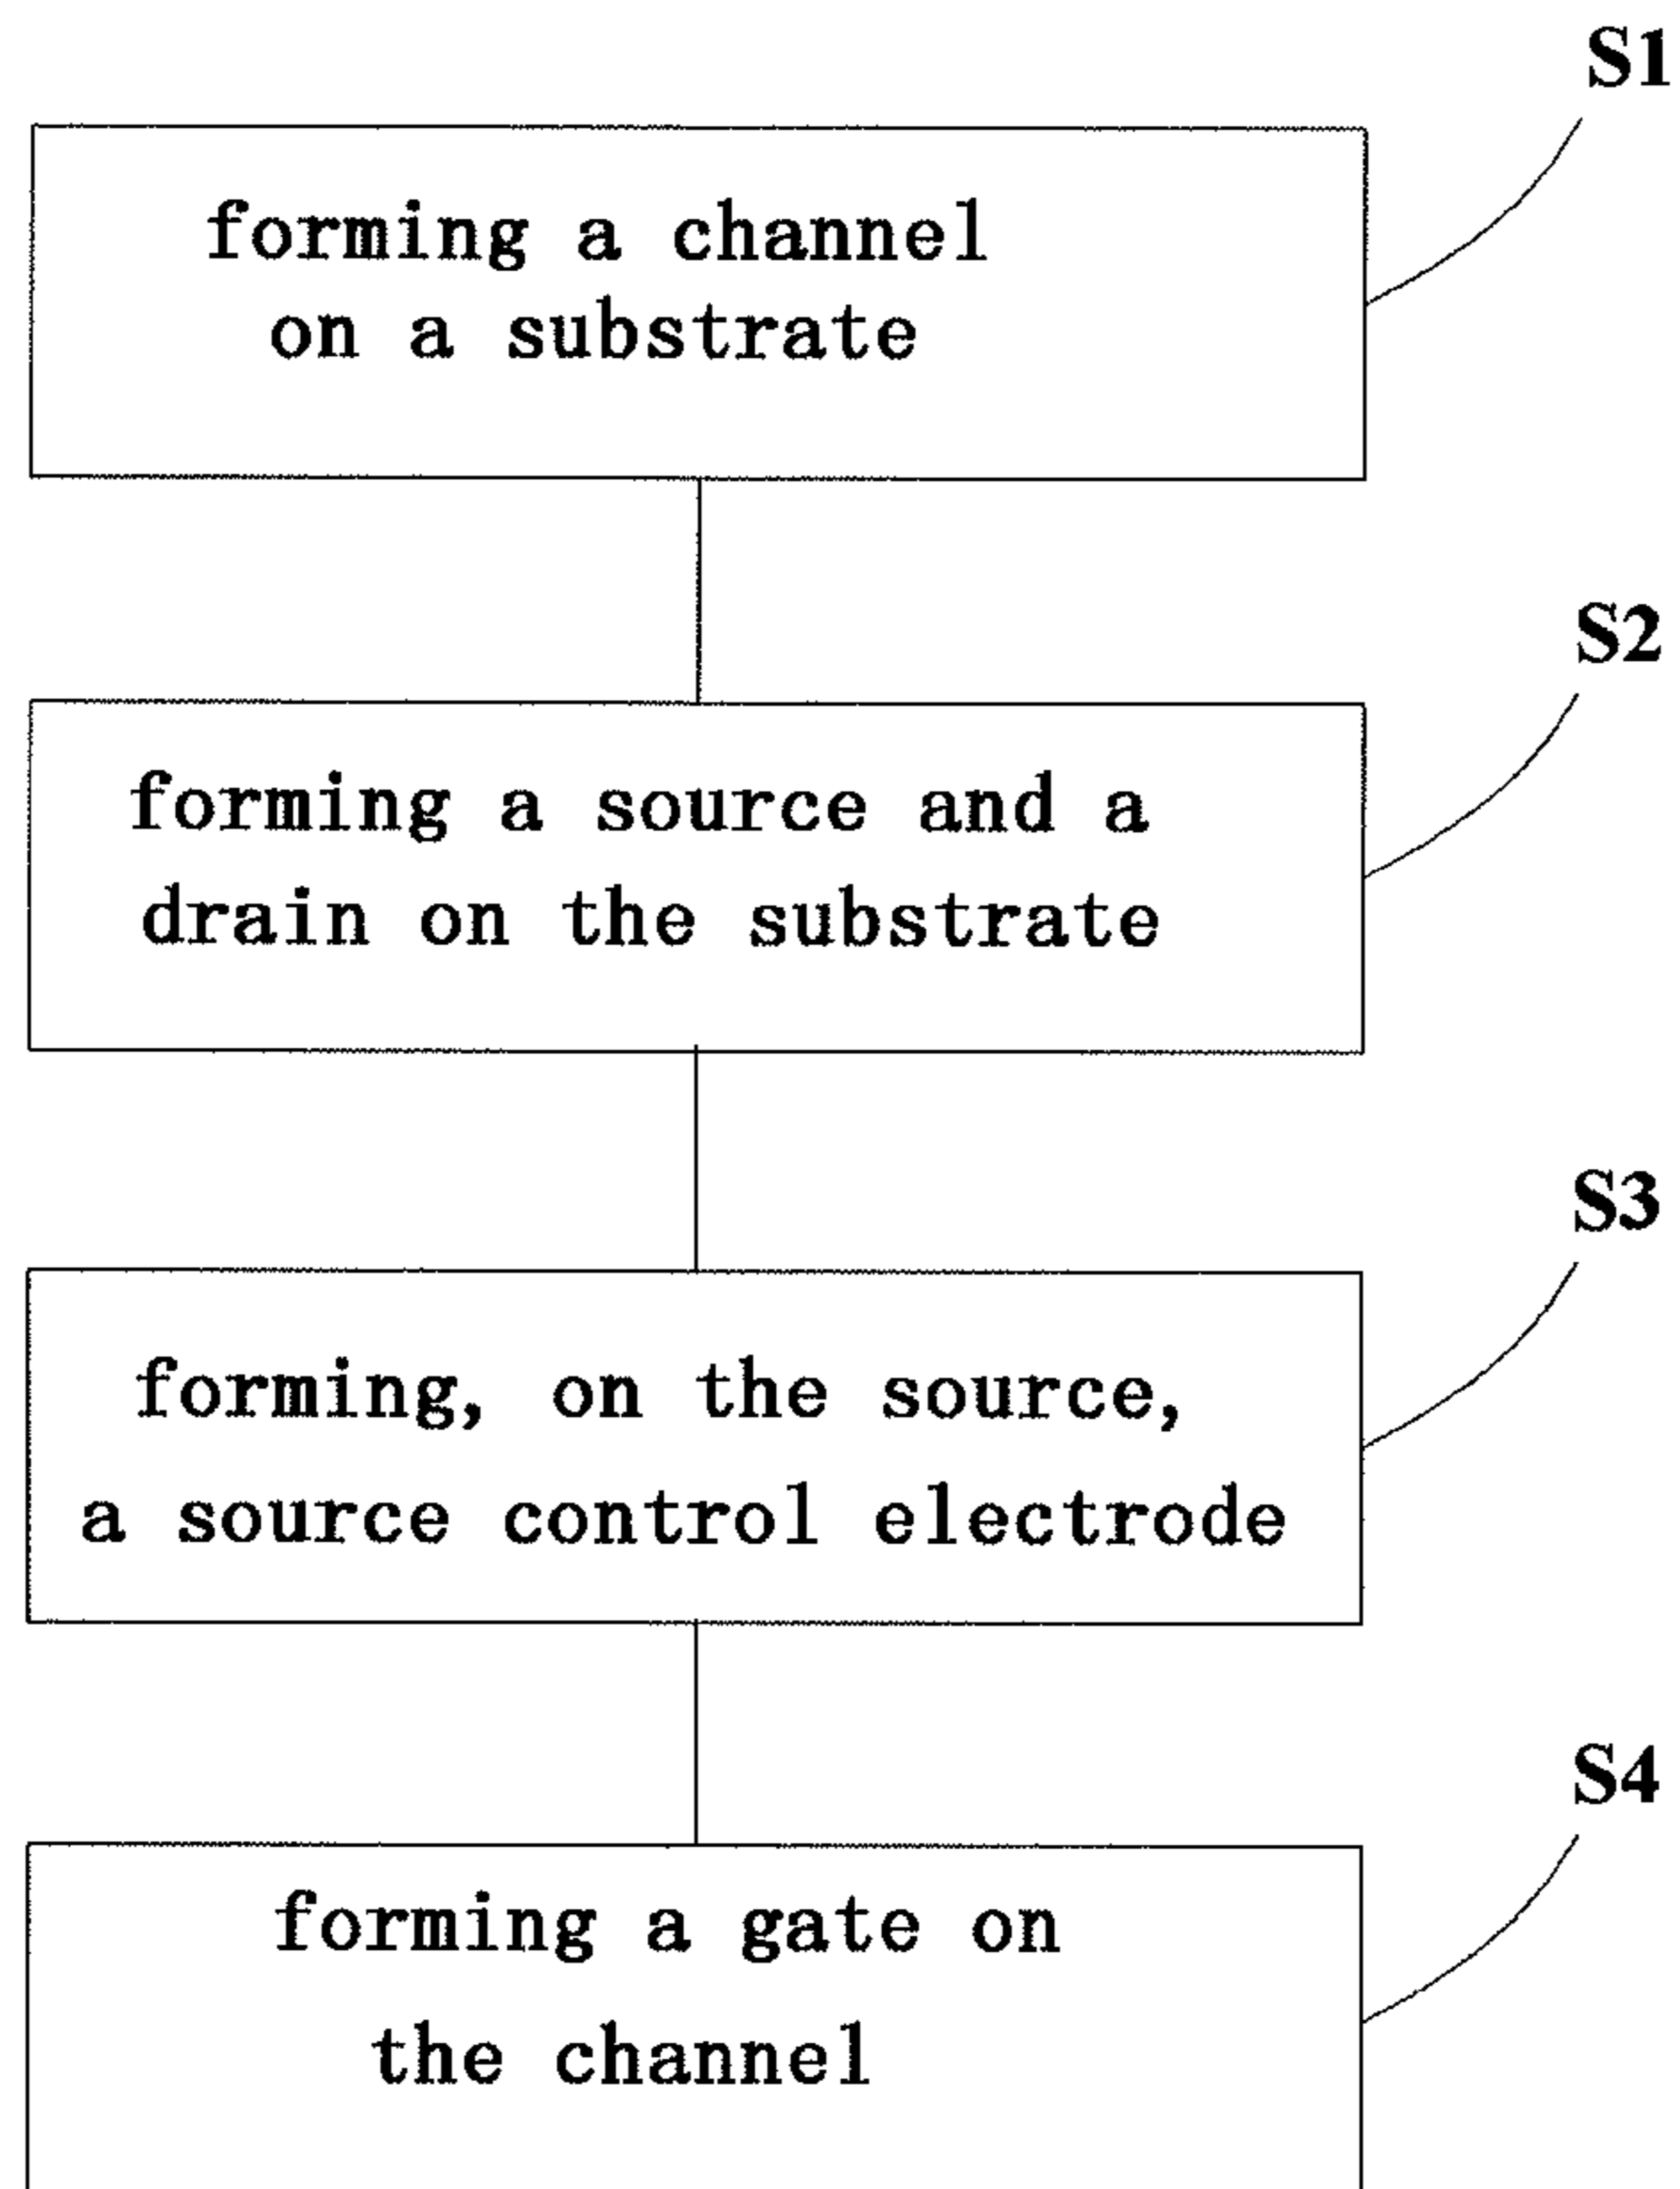 S1
forming a channel
on a substrate
S2
forming a source and a
drain on the substrate
S3
forming, on the source,
a source control electrode
S4
forming a gate on
the channel